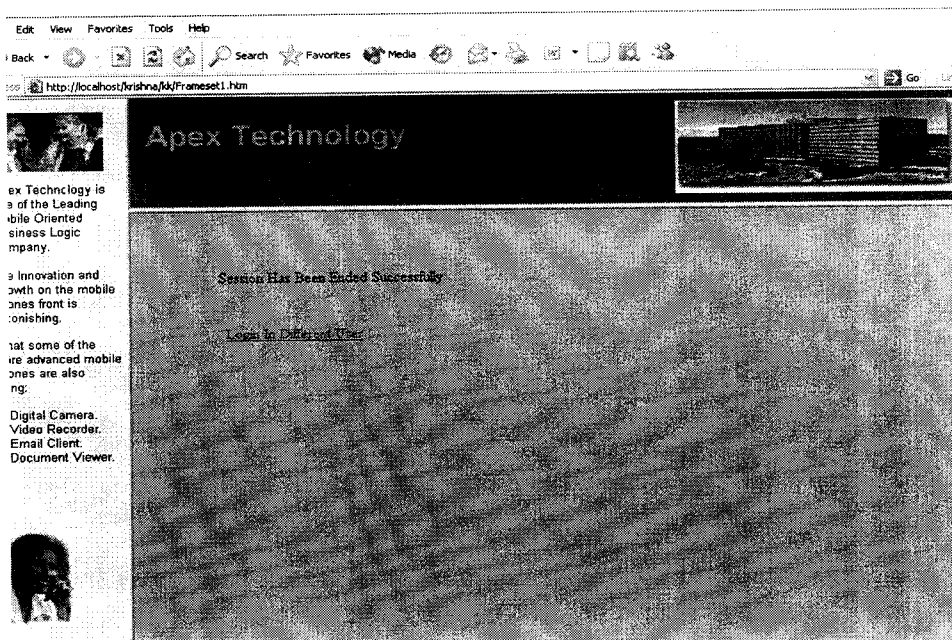 Edit View Favorites Tools Help
Back Search Favorites Media
http://localhost/krishna/kk/Frameset1.htm Go
Apex Technology
ex Technology is
e of the Leading
bile Oriented
siness Logic
mpany.
e Innovation and
owth on the mobile
ones front is
tonishing.
hat some of the
re advanced mobile
ones are also
ng:
Digital Camera.
Video Recorder.
Email Client.
Document Viewer.
Session Has Been Ended Successfully
Login In Different User